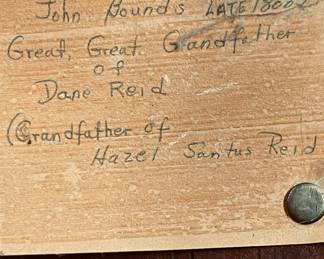 John Pounds LATE 1800s
Great, Great Grandfather
of
Dane Reid
(Grandfather of
Hazel Santus Reid